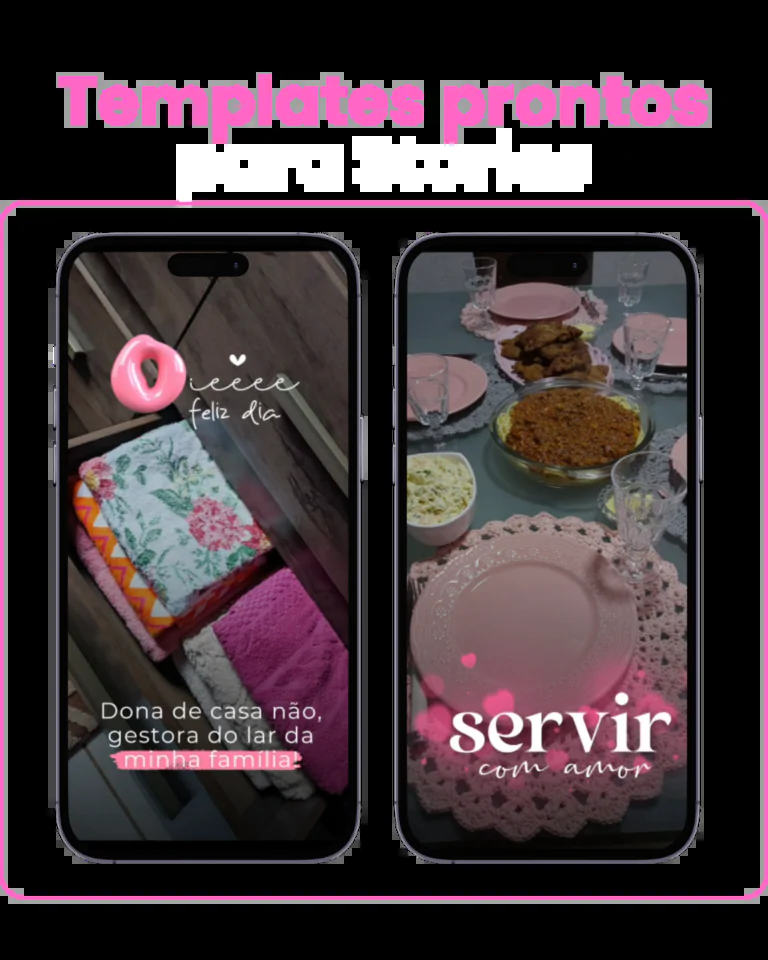 Templates prontos
para Stories
Oieeee
feliz dia
Dona de casa não,
gestora do lar da
minha família!
servir
com amor